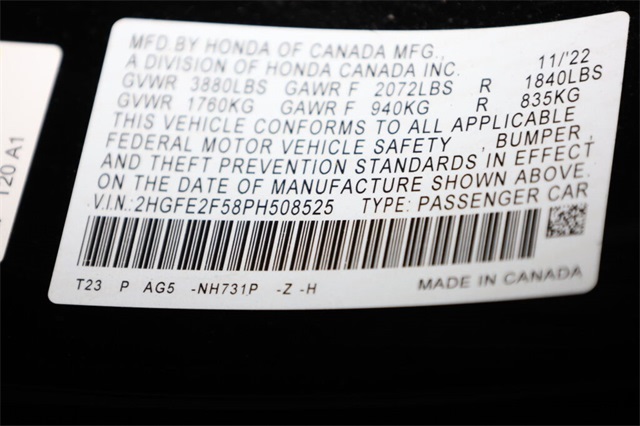 MFD.BY HONDA OF CANADA MFG.,
A DIVISION OF HONDA CANADA INC. 11/'22
GVWR 3880LBS GAWR F 2072LBS R 1840LBS
GVWR 1760KG GAWR F 940KG R 835KG
THIS VEHICLE CONFORMS TO ALL APPLICABLE
FEDERAL MOTOR VEHICLE SAFETY , BUMPER ,
AND THEFT PREVENTION STANDARDS IN EFFECT
ON THE DATE OF MANUFACTURE SHOWN ABOVE.
V.I.N.:2HGFE2F58PH508525 TYPE: PASSENGER CAR
T23 P AG5 -NH731P -Z -H MADE IN CANADA
T20 A1